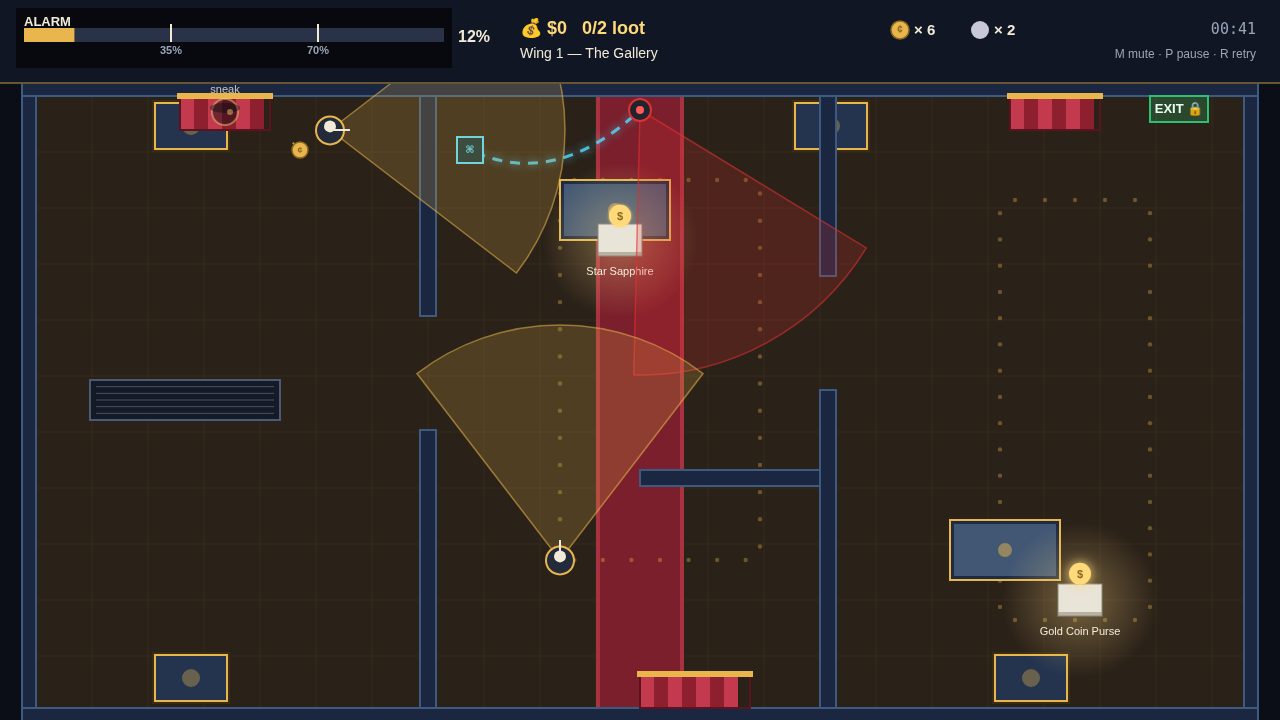 ALARM
35%
70%
12%
💰 $0 0/2 loot
Wing 1 — The Gallery
¢ × 6
× 2
00:41
M mute · P pause · R retry
sneak
EXIT 🔒
¢
⌘
$
Star Sapphire
$
Gold Coin Purse